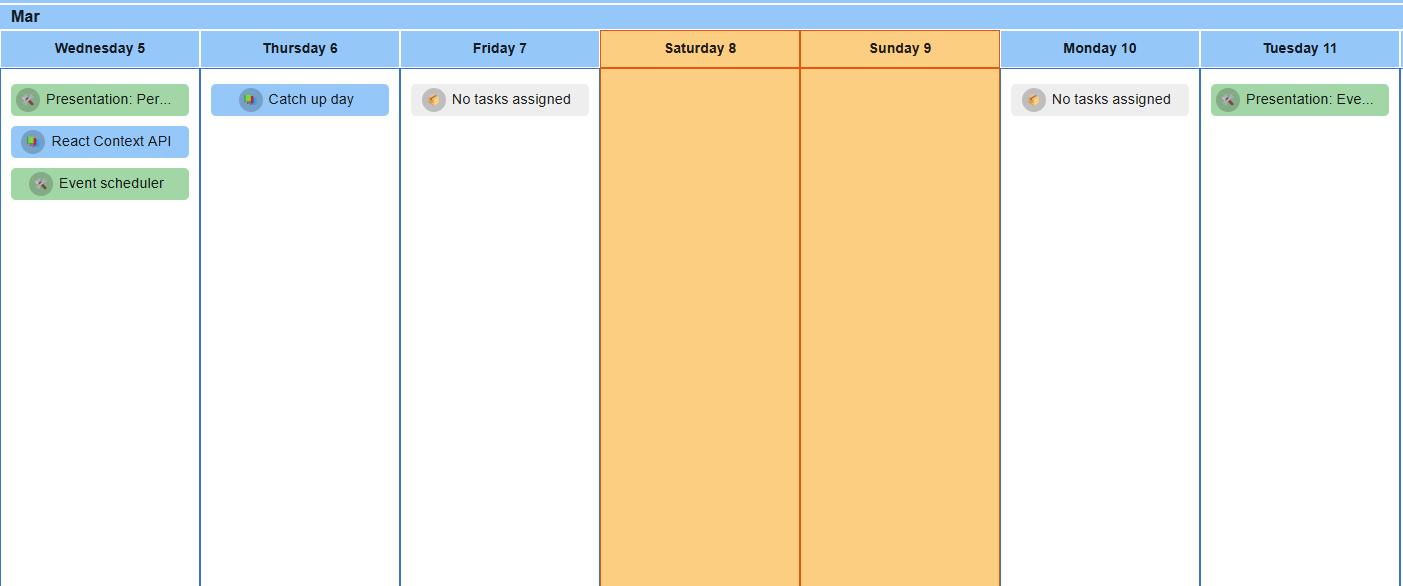 Mar
Wednesday 5
Thursday 6
Friday 7
Saturday 8
Sunday 9
Monday 10
Tuesday 11
Presentation: Per...
Catch up day
No tasks assigned
No tasks assigned
Presentation: Eve...
React Context API
Event scheduler